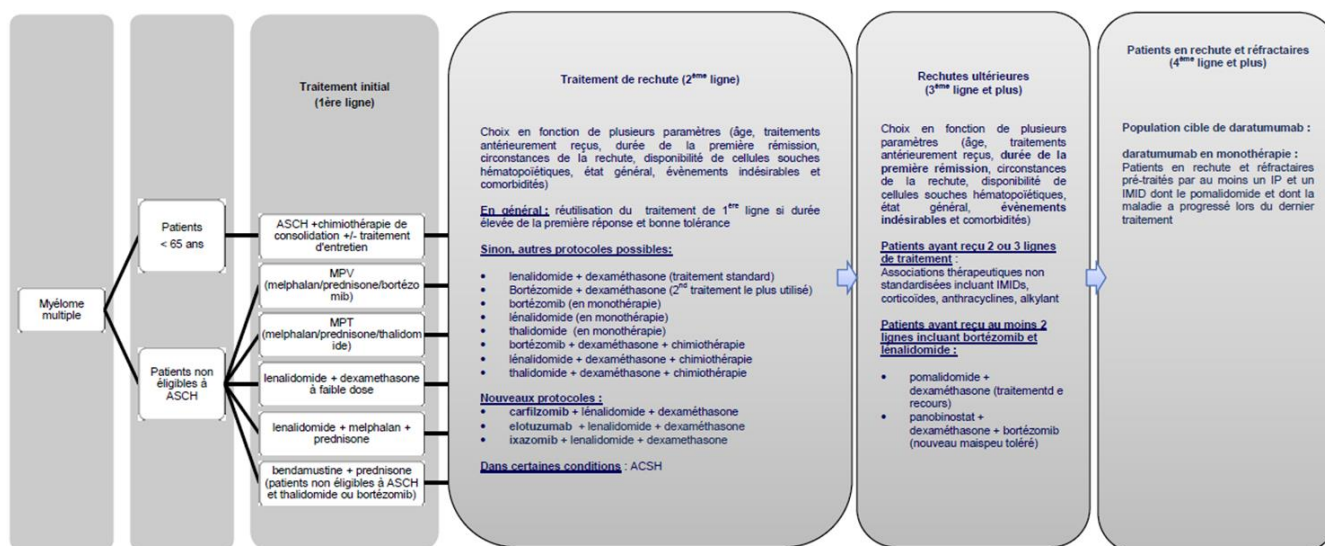 Myélome
multiple
Patients
< 65 ans
Patients non
éligibles à
ASCH
Traitement initial
(1ère ligne)
ASCH +chimiothérapie de
consolidation +/- traitement
d'entretien
MPV
(melphalan/prednisone/bortézo
mib)
MPT
(melphalan/prednisone/thalidom
ide)
lenalidomide + dexamethasone
à faible dose
lenalidomide + melphalan +
prednisone
bendamustine + prednisone
(patients non éligibles à ASCH
et thalidomide ou bortézomib)
Traitement de rechute (2ème ligne)
Choix en fonction de plusieurs paramètres (âge, traitements
antérieurement reçus, durée de la première rémission,
circonstances de la rechute, disponibilité de cellules souches
hématopoïétiques, état général, évènements indésirables et
comorbidités)
En général : réutilisation du traitement de 1ère ligne si durée
élevée de la première réponse et bonne tolérance
Sinon, autres protocoles possibles:
• lenalidomide + dexaméthasone (traitement standard)
• Bortézomide + dexaméthasone (2nd traitement le plus utilisé)
• bortézomib (en monothérapie)
• lénalidomide (en monothérapie)
• thalidomide (en monothérapie)
• bortézomib + dexaméthasone + chimiothérapie
• lénalidomide + dexaméthasone + chimiothérapie
• thalidomide + dexaméthasone + chimiothérapie
Nouveaux protocoles :
• carfilzomib + lénalidomide + dexaméthasone
• elotuzumab + lenalidomide + dexaméthasone
• ixazomib + lenalidomide + dexamethasone
Dans certaines conditions : ACSH
Rechutes ultérieures
(3ème ligne et plus)
Choix en fonction de plusieurs
paramètres (âge, traitements
antérieurement reçus, durée de la
première rémission, circonstances
de la rechute, disponibilité de
cellules souches hématopoïétiques,
état général, évènements
indésirables et comorbidités)
Patients ayant reçu 2 ou 3 lignes
de traitement :
Associations thérapeutiques non
standardisées incluant IMIDs,
corticoïdes, anthracyclines, alkylant
Patients ayant reçu au moins 2
lignes incluant bortézomib et
lénalidomide :
• pomalidomide +
dexaméthasone (traitementd e
recours)
• panobinostat +
dexaméthasone + bortézomib
(nouveau maispeu toléré)
Patients en rechute et réfractaires
(4ème ligne et plus)
Population cible de daratumumab :
daratumumab en monothérapie :
Patients en rechute et réfractaires
pré-traités par au moins un IP et un
IMID dont le pomalidomide et dont la
maladie a progressé lors du dernier
traitement